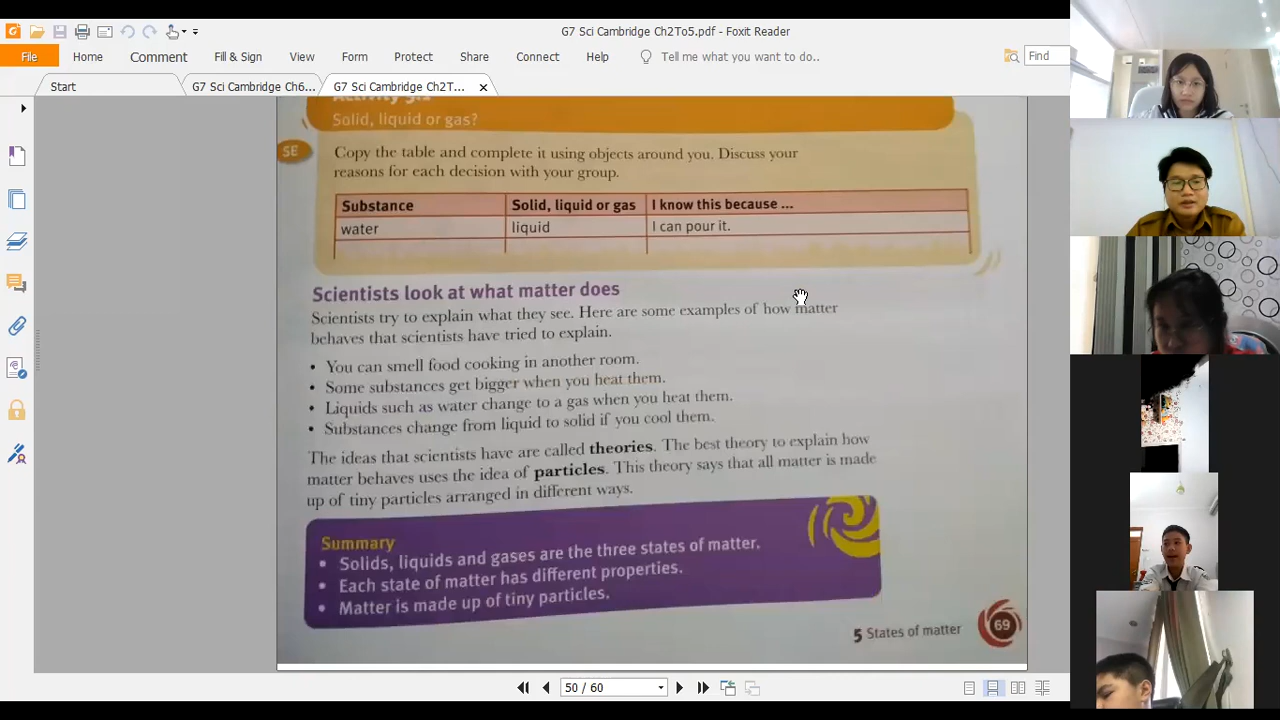 G7 Sci Cambridge Ch2To5.pdf - Foxit Reader
File Home Comment Fill & Sign View Form Protect Share Connect Help Tell me what you want to do.. Find
Start G7 Sci Cambridge Ch6... G7 Sci Cambridge Ch2T...
Activity 5.1
Solid, liquid or gas?
SE
Copy the table and complete it using objects around you. Discuss your
reasons for each decision with your group.
Substance Solid, liquid or gas I know this because ...
water liquid I can pour it.
Scientists look at what matter does
Scientists try to explain what they see. Here are some examples of how matter
behaves that scientists have tried to explain.
• You can smell food cooking in another room.
• Some substances get bigger when you heat them.
• Liquids such as water change to a gas when you heat them.
• Substances change from liquid to solid if you cool them.
The ideas that scientists have are called theories. The best theory to explain how
matter behaves uses the idea of particles. This theory says that all matter is made
up of tiny particles arranged in different ways.
Summary
• Solids, liquids and gases are the three states of matter.
• Each state of matter has different properties.
• Matter is made up of tiny particles.
5 States of matter 69
50 / 60